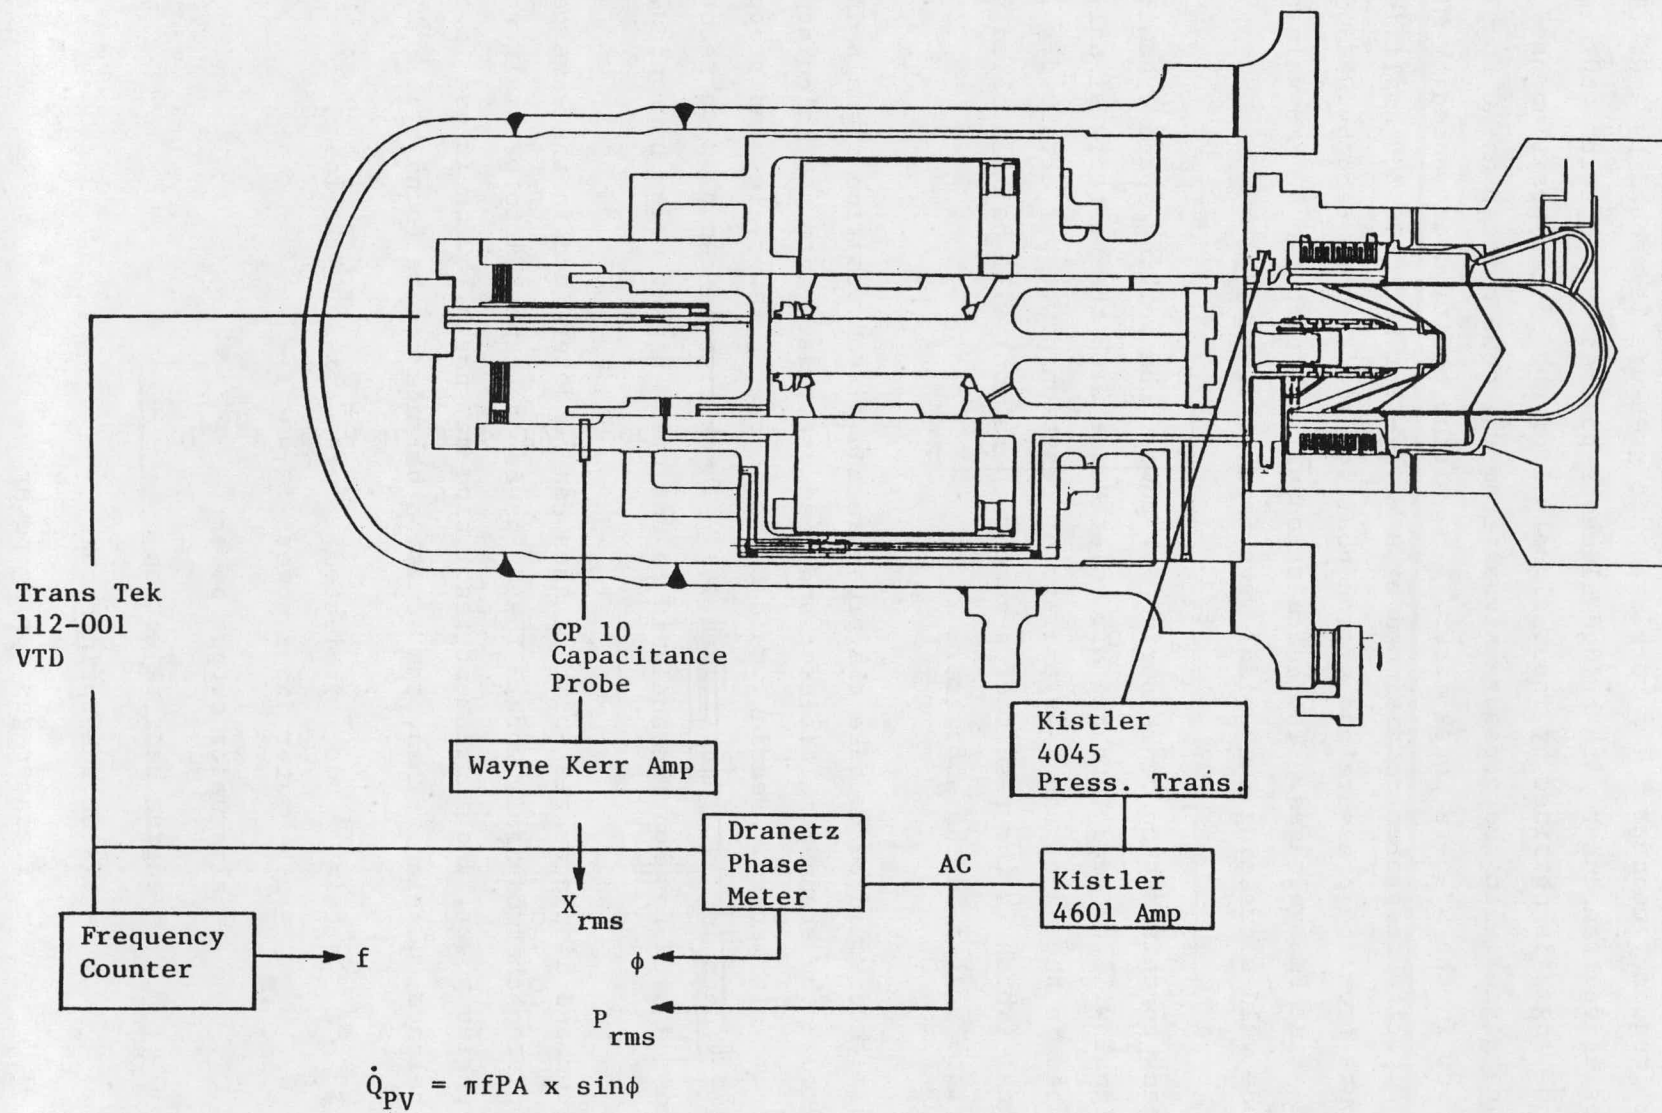 Trans Tek
112-001
VTD
CP 10
Capacitance
Probe
Wayne Kerr Amp
Kistler
4045
Press. Trans.
Dranetz
Phase
Meter
AC
Kistler
4601 Amp
X rms
Frequency
Counter
f
ϕ
P rms
Q̇PV = πfPA x sinϕ